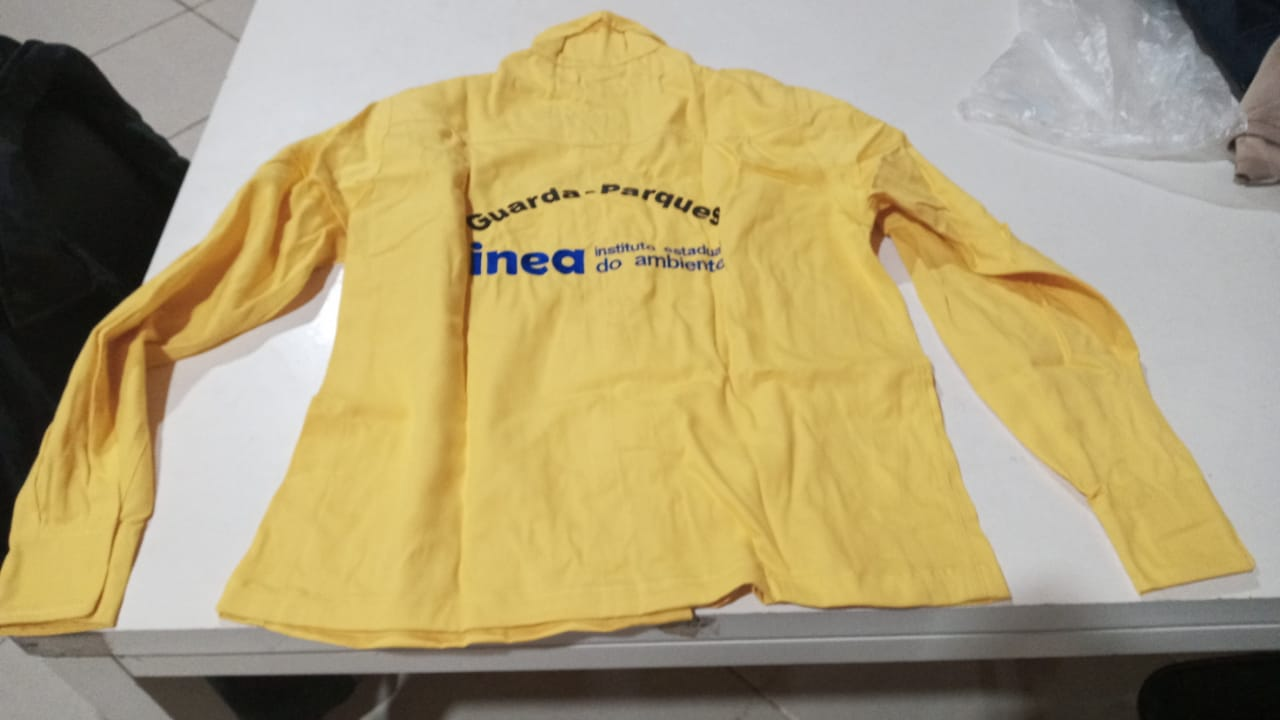 Guarda-Parques
inea instituto estadual
do ambiente